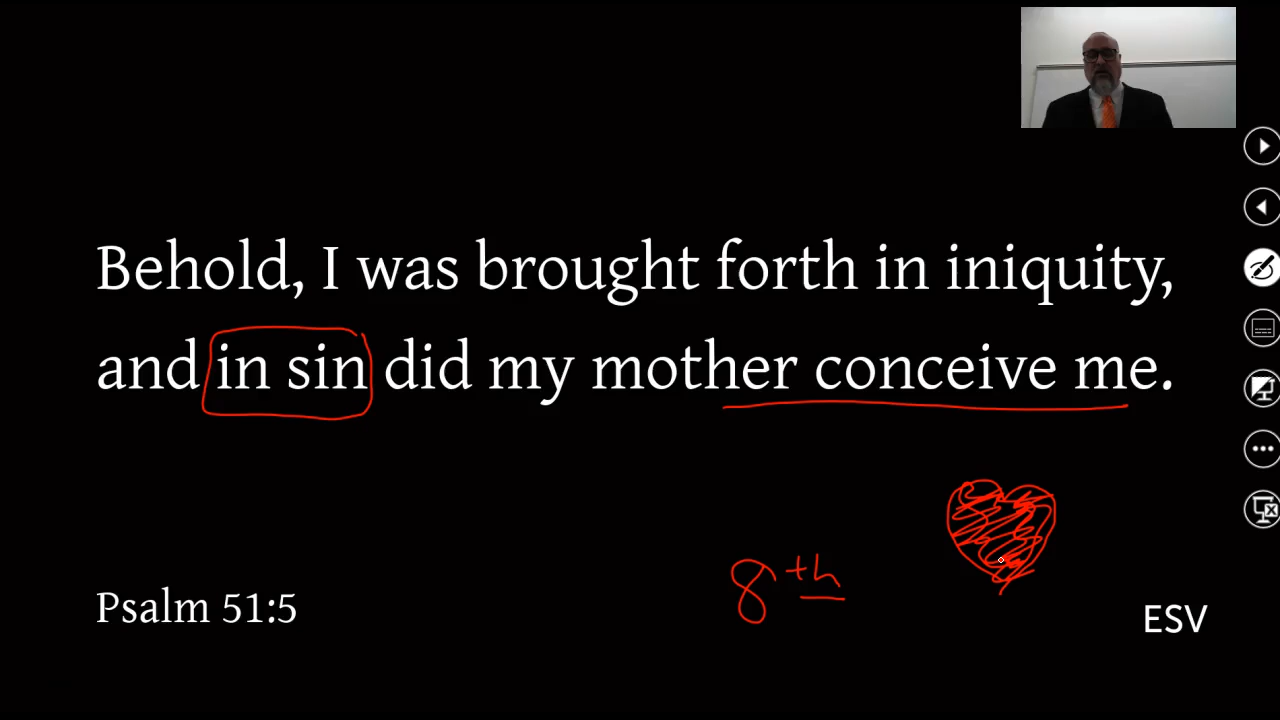 Behold, I was brought forth in iniquity,
and in sin did my mother conceive me.
8th
Psalm 51:5
ESV